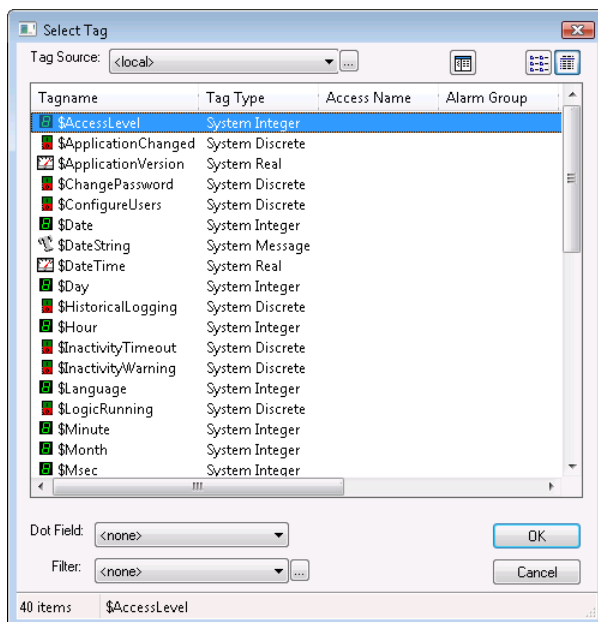 Select Tag
Tag Source: <local> ...
Tagname Tag Type Access Name Alarm Group
$AccessLevel System Integer
$ApplicationChanged System Discrete
$ApplicationVersion System Real
$ChangePassword System Discrete
$ConfigureUsers System Discrete
$Date System Integer
$DateString System Message
$DateTime System Real
$Day System Integer
$HistoricalLogging System Discrete
$Hour System Integer
$InactivityTimeout System Discrete
$InactivityWarning System Discrete
$Language System Integer
$LogicRunning System Discrete
$Minute System Integer
$Month System Integer
$Msec System Integer
Dot Field: <none> OK
Filter: <none> ... Cancel
40 items $AccessLevel